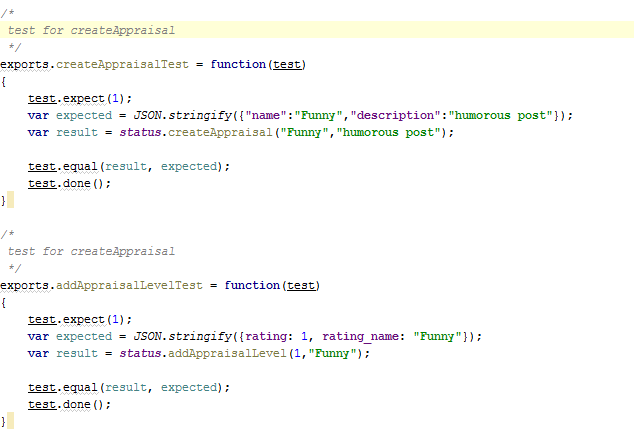 /*
 test for createAppraisal
 */
exports.createAppraisalTest = function(test)
{
    test.expect(1);
    var expected = JSON.stringify({"name":"Funny","description":"humorous post"});
    var result = status.createAppraisal("Funny","humorous post");

    test.equal(result, expected);
    test.done();
}

/*
 test for createAppraisal
 */
exports.addAppraisalLevelTest = function(test)
{
    test.expect(1);
    var expected = JSON.stringify({rating: 1, rating_name: "Funny"});
    var result = status.addAppraisalLevel(1,"Funny");

    test.equal(result, expected);
    test.done();
}